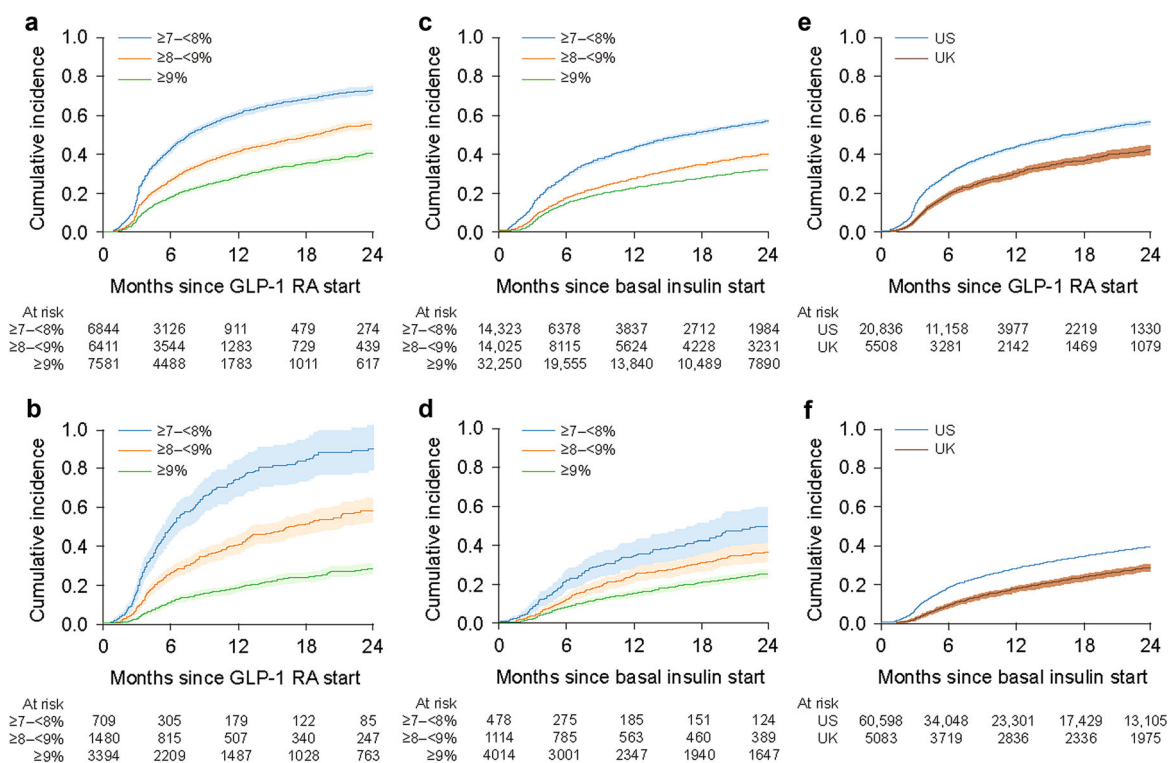 a
Cumulative incidence
1.0
0.8
0.6
0.4
0.2
0.0
≥7–<8%
≥8–<9%
≥9%
0 6 12 18 24
Months since GLP-1 RA start
At risk
≥7–<8% 6844 3126 911 479 274
≥8–<9% 6411 3544 1283 729 439
≥9% 7581 4488 1783 1011 617
c
Cumulative incidence
1.0
0.8
0.6
0.4
0.2
0.0
≥7–<8%
≥8–<9%
≥9%
0 6 12 18 24
Months since basal insulin start
At risk
≥7–<8% 14,323 6378 3837 2712 1984
≥8–<9% 14,025 8115 5624 4228 3231
≥9% 32,250 19,555 13,840 10,489 7890
e
Cumulative incidence
1.0
0.8
0.6
0.4
0.2
0.0
US
UK
0 6 12 18 24
Months since GLP-1 RA start
At risk
US 20,836 11,158 3977 2219 1330
UK 5508 3281 2142 1469 1079
b
Cumulative incidence
1.0
0.8
0.6
0.4
0.2
0.0
≥7–<8%
≥8–<9%
≥9%
0 6 12 18 24
Months since GLP-1 RA start
At risk
≥7–<8% 709 305 179 122 85
≥8–<9% 1480 815 507 340 247
≥9% 3394 2209 1487 1028 763
d
Cumulative incidence
1.0
0.8
0.6
0.4
0.2
0.0
≥7–<8%
≥8–<9%
≥9%
0 6 12 18 24
Months since basal insulin start
At risk
≥7–<8% 478 275 185 151 124
≥8–<9% 1114 785 563 460 389
≥9% 4014 3001 2347 1940 1647
f
Cumulative incidence
1.0
0.8
0.6
0.4
0.2
0.0
US
UK
0 6 12 18 24
Months since basal insulin start
At risk
US 60,598 34,048 23,301 17,429 13,105
UK 5083 3719 2836 2336 1975